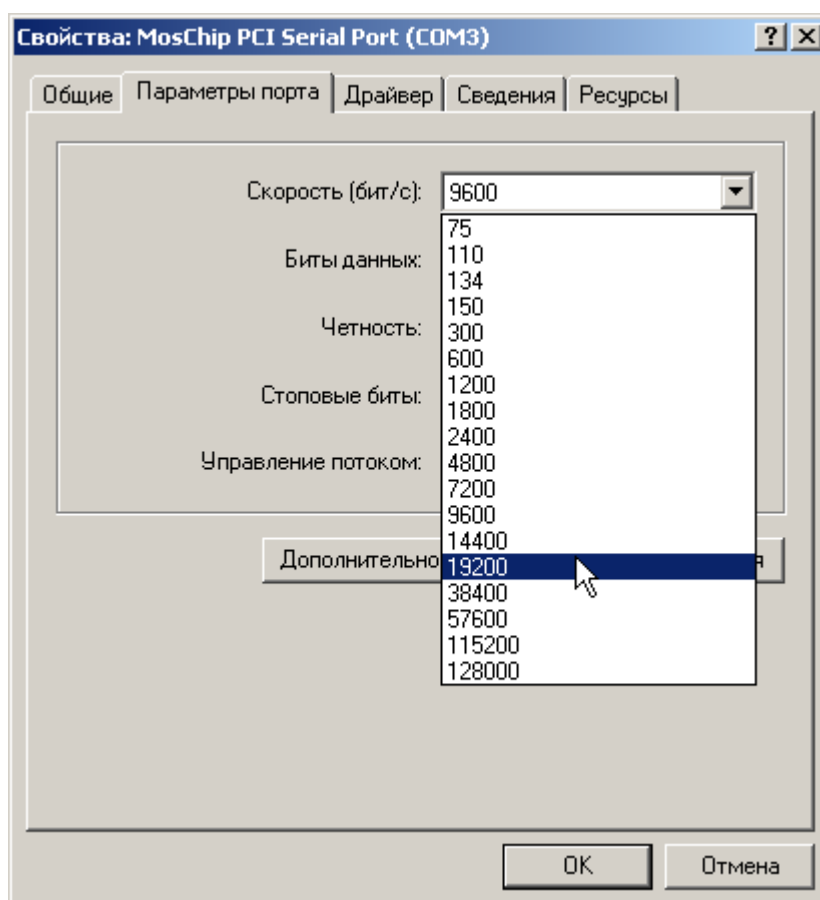 Свойства: MosChip PCI Serial Port (COM3)
Общие Параметры порта Драйвер Сведения Ресурсы
Скорость (бит/с): 9600
75
110
Биты данных:
134
150
Четность:
300
600
1200
Стоповые биты:
1800
2400
Управление потоком:
4800
7200
9600
14400
Дополнительно
19200
38400
57600
115200
128000
OK Отмена